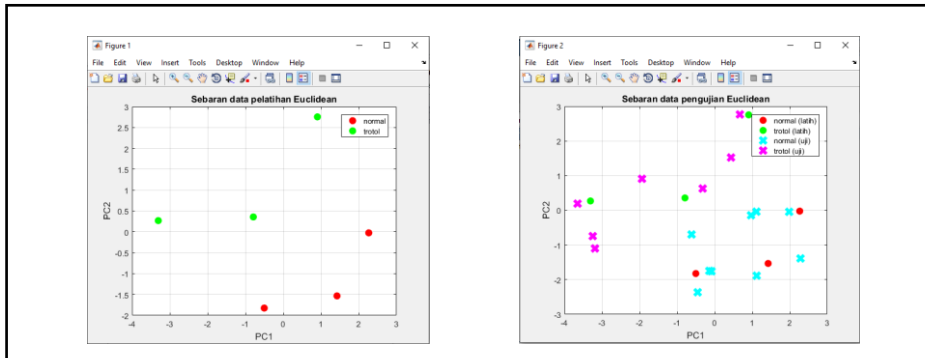 Figure 1
File Edit View Insert Tools Desktop Window Help
Sebaran data pelatihan Euclidean
normal
trotol
3
2.5
2
1.5
1
0.5
0
-0.5
-1
-1.5
-2
PC2
-4 -3 -2 -1 0 1 2 3
PC1
Figure 2
File Edit View Insert Tools Desktop Window Help
Sebaran data pengujian Euclidean
normal (latih)
trotol (latih)
normal (uji)
trotol (uji)
3
2
1
0
-1
-2
-3
PC2
-4 -3 -2 -1 0 1 2 3
PC1